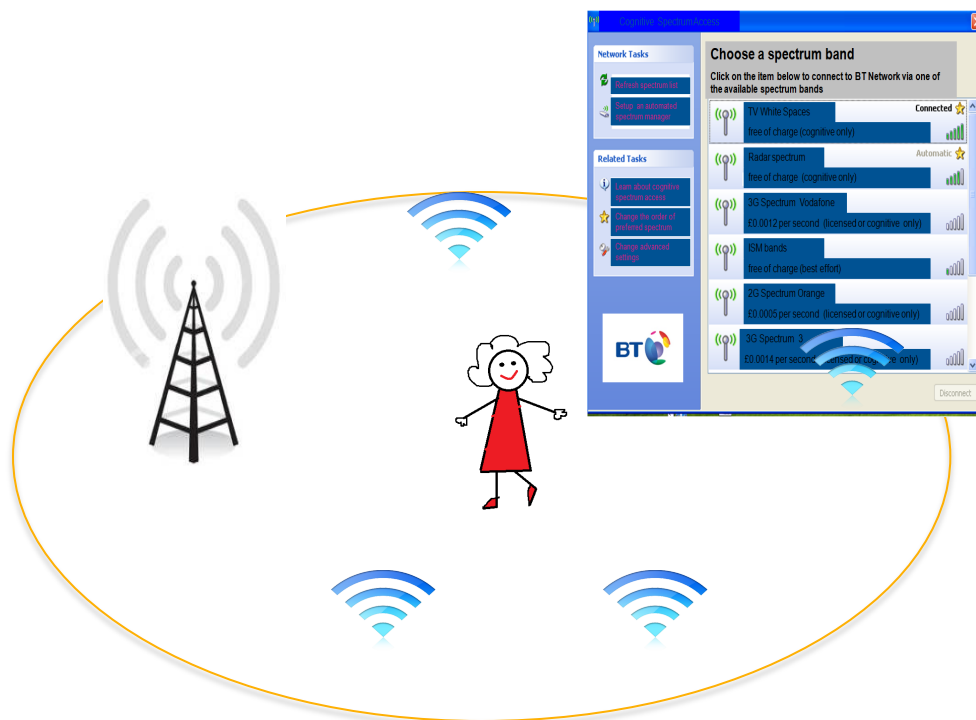 Cognitive SpectrumAccess
Network Tasks
Refresh spectrum list
Setup an automated
spectrum manager
Related Tasks
Learn about cognitive
spectrum access
Change the order of
prefered spectrum
Change advanced
settings
BT
Choose a spectrum band
Click on the item below to connect to BT Network via one of
the available spectrum bands
TV White Spaces
Connected
free of charge (cognitive only)
Radar spectrum
Automatic
free of charge (cognitive only)
3G Spectrum Vodafone
£0.0012 per second (licensed or cognitive only)
ISM bands
free of charge (best effort)
2G Spectrum Orange
£0.0005 per second (licensed or cognitive only)
3G Spectrum 3
£0.0014 per second (licensed or cognitive only)
Disconnect